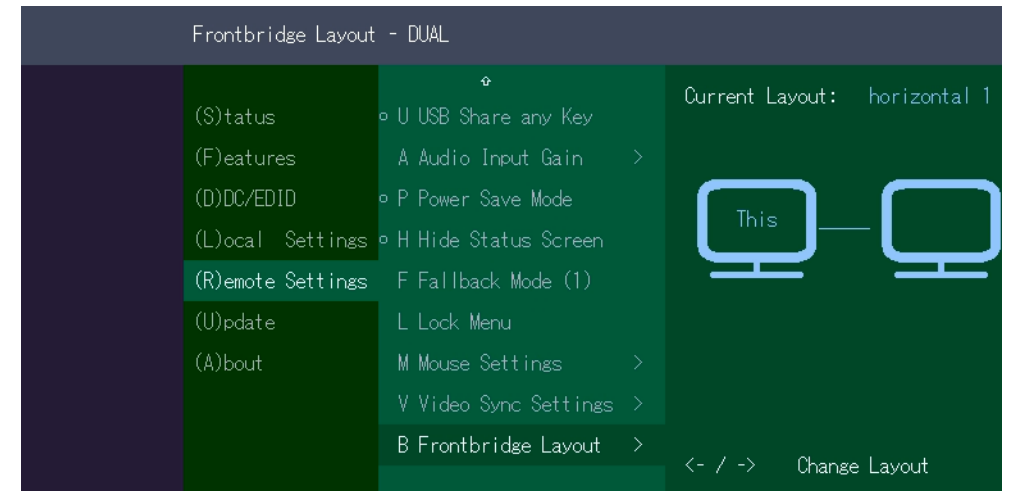 Frontbridge Layout - DUAL
(S)tatus
(F)eatures
(D)DC/EDID
(L)ocal Settings
(R)emote Settings
(U)pdate
(A)bout
U USB Share any Key
A Audio Input Gain >
P Power Save Mode
H Hide Status Screen
F Fallback Mode (1)
L Lock Menu
M Mouse Settings >
V Video Sync Settings >
B Frontbridge Layout >
Current Layout: horizontal 1
This
<- / -> Change Layout